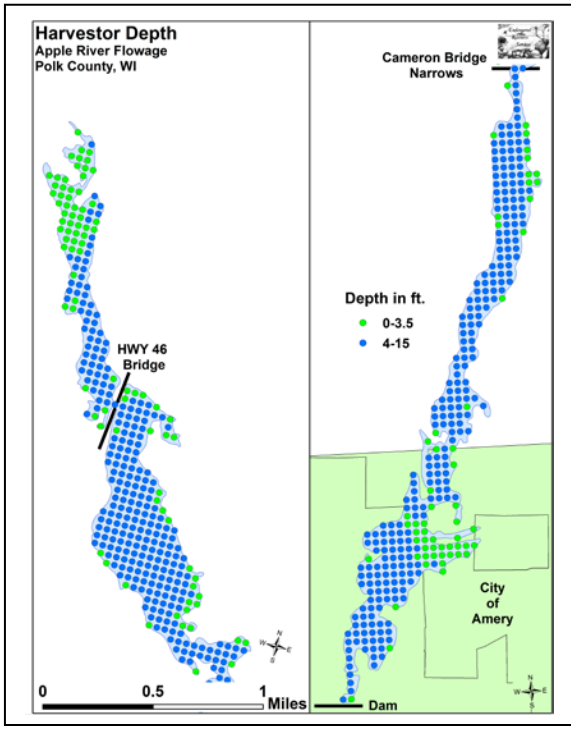 Harvestor Depth
Apple River Flowage
Polk County, WI
HWY 46
Bridge
N
W
E
S
0
0.5
1
Miles
Cameron Bridge
Narrows
Depth in ft.
0-3.5
4-15
City
of
Amery
N
W
E
S
Dam